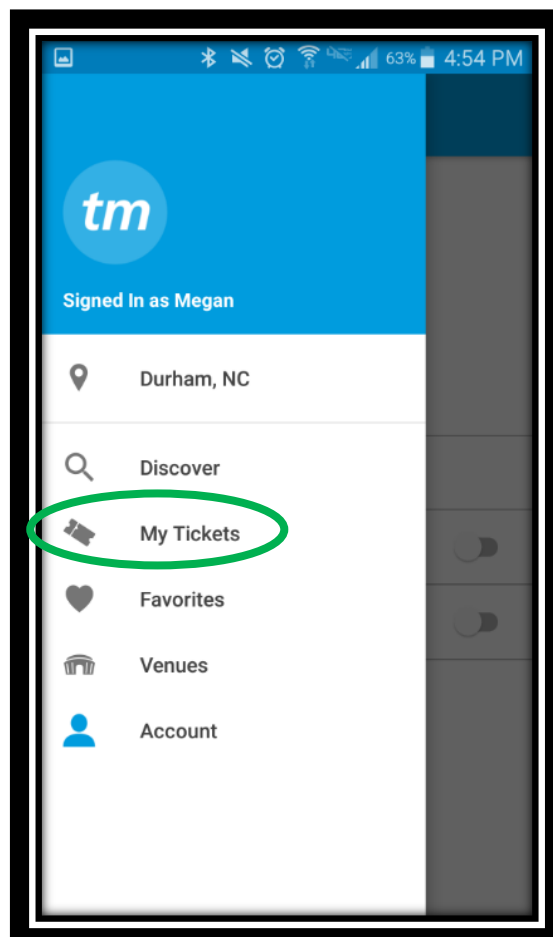 63% 4:54 PM
tm
Signed In as Megan
Durham, NC
Discover
My Tickets
Favorites
Venues
Account